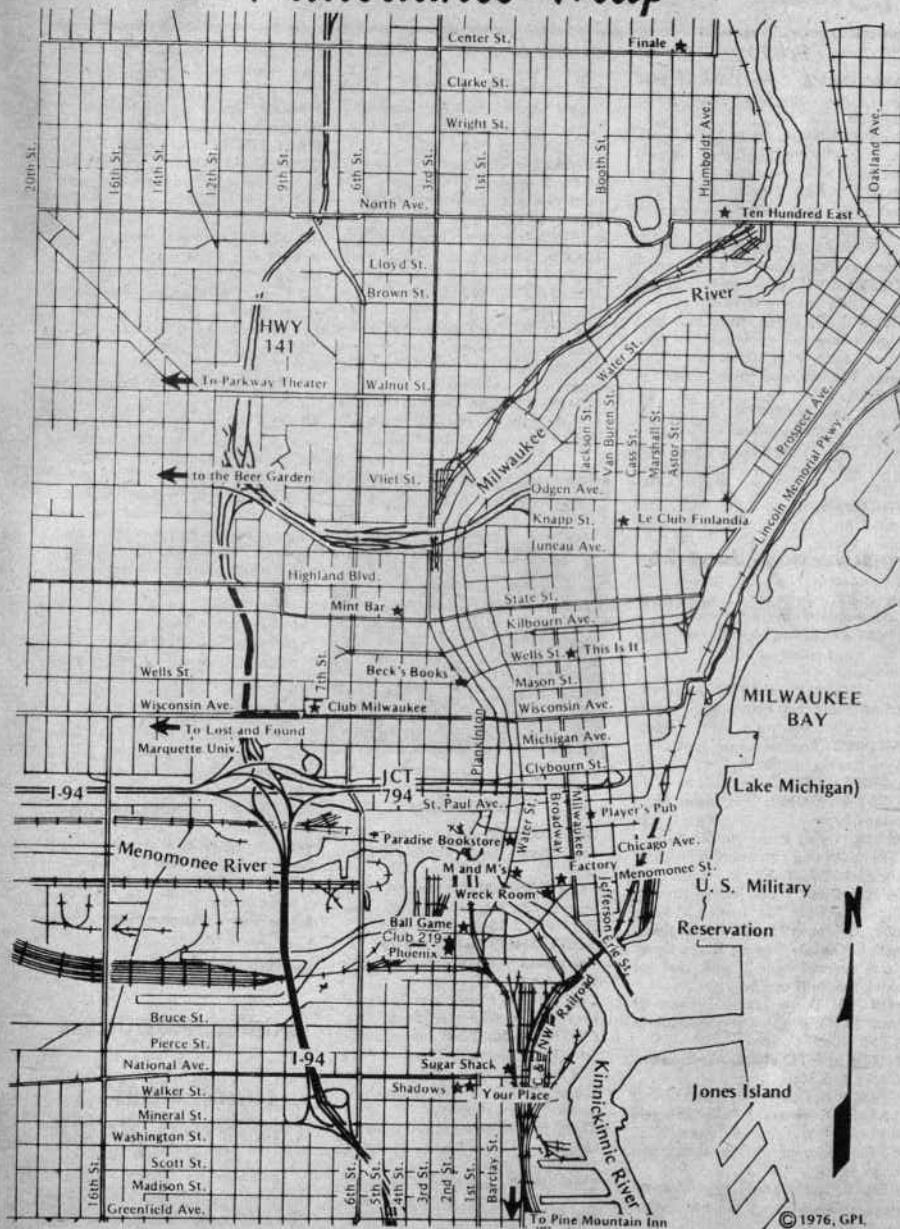 Map
Center St.
Finale
Clarke St.
Wright St.
20th St.
16th St.
14th St.
12th St.
9th St.
6th St.
3rd St.
1st St.
Booth St.
Humboldt Ave.
Oakland Ave.
North Ave.
Ten Hundred East
Lloyd St.
Brown St.
River
HWY
141
Water St.
To Parkway Theater
Walnut St.
Prospect Ave.
Jackson St.
Van Buren St.
Cass St.
Marshall St.
Astor St.
Milwaukee
Lincoln Memorial Pkwy.
to the Beer Garden
Vliet St.
Odgen Ave.
Knapp St.
Le Club Finlandia
Juneau Ave.
Highland Blvd.
State St.
Mint Bar
Kilbourn Ave.
Wells St.
This Is It
7th St.
Beck's Books
Wells St.
Mason St.
Wisconsin Ave.
Club Milwaukee
Wisconsin Ave.
MILWAUKEE
BAY
To Lost and Found
Plankinton
Michigan Ave.
Marquette Univ.
Clybourn St.
I-94
JCT
794
(Lake Michigan)
St. Paul Ave.
Water St.
Broadway
Milwaukee
Player's Pub
Paradise Bookstore
Chicago Ave.
Menomonee River
M and M's
Factory
Menomonee St.
Wreck Room
Jefferson
U. S. Military
Reservation
N
Ball Game
Club 219
Phoenix
Erie St.
Railroad
Bruce St.
Pierce St.
I-94
National Ave.
Sugar Shack
C & NW
Kinnickinnic River
Walker St.
Shadows
Your Place
Jones Island
Mineral St.
Washington St.
Scott St.
Madison St.
Greenfield Ave.
16th St.
6th St.
5th St.
4th St.
3rd St.
2nd St.
1st St.
Barclay St.
To Pine Mountain Inn
© 1976, GPL